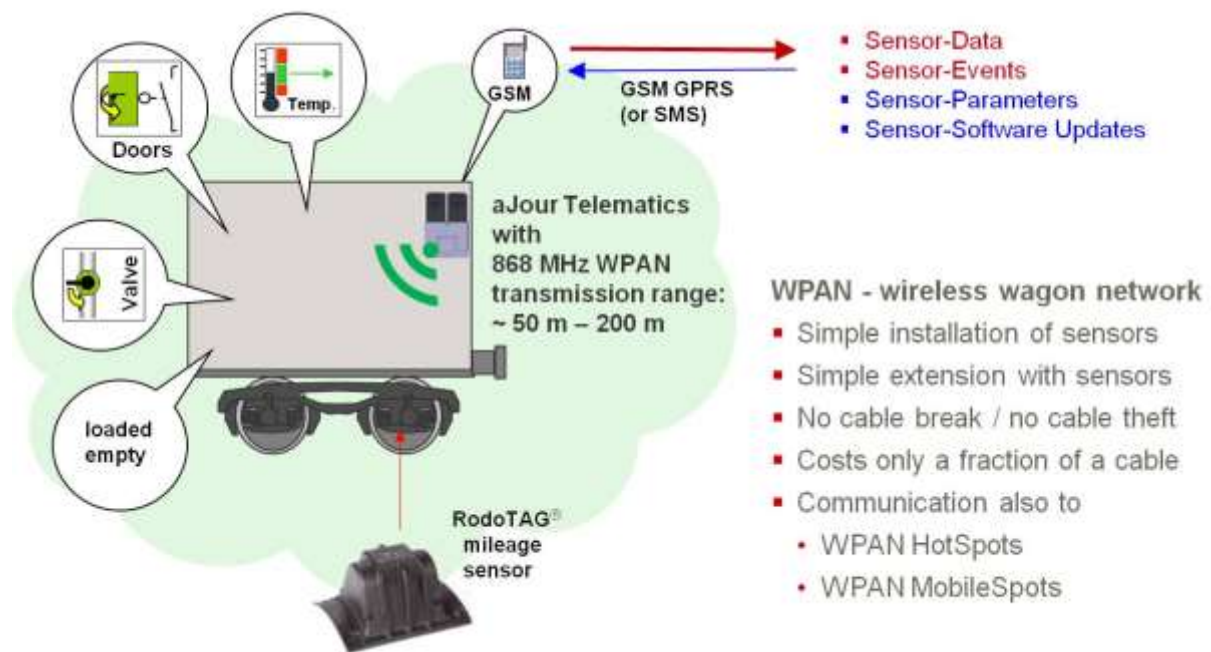 Temp.
Doors
GSM
GSM GPRS
(or SMS)
▪ Sensor-Data
▪ Sensor-Events
▪ Sensor-Parameters
▪ Sensor-Software Updates
Valve
loaded
empty
aJour Telematics
with
868 MHz WPAN
transmission range:
~ 50 m – 200 m
RodoTAG®
mileage
sensor
WPAN - wireless wagon network
▪ Simple installation of sensors
▪ Simple extension with sensors
▪ No cable break / no cable theft
▪ Costs only a fraction of a cable
▪ Communication also to
• WPAN HotSpots
• WPAN MobileSpots